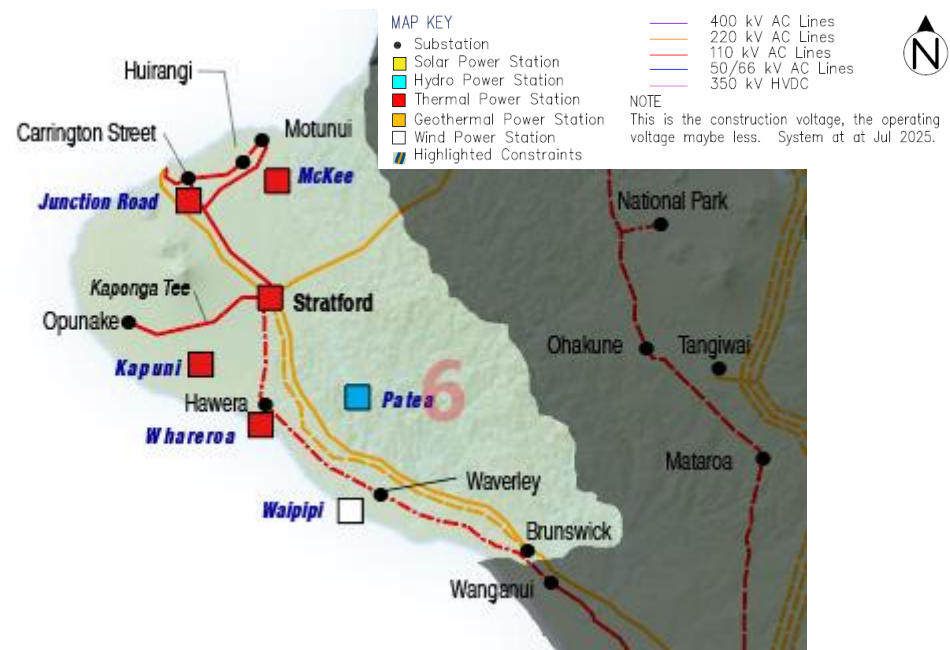 MAP KEY
Substation
Solar Power Station
Hydro Power Station
Thermal Power Station
Geothermal Power Station
Wind Power Station
Highlighted Constraints
400 kV AC Lines
220 kV AC Lines
110 kV AC Lines
50/66 kV AC Lines
350 kV HVDC
NOTE
This is the construction voltage, the operating
voltage maybe less. System at at Jul 2025.
N
Huirangi
Carrington Street
Motunui
McKee
Junction Road
National Park
Kaponga Tee
Stratford
Opunake
Ohakune
Tangiwai
Kapuni
6
Patea
Hawera
Whareroa
Mataroa
Waverley
Waipipi
Brunswick
Wanganui